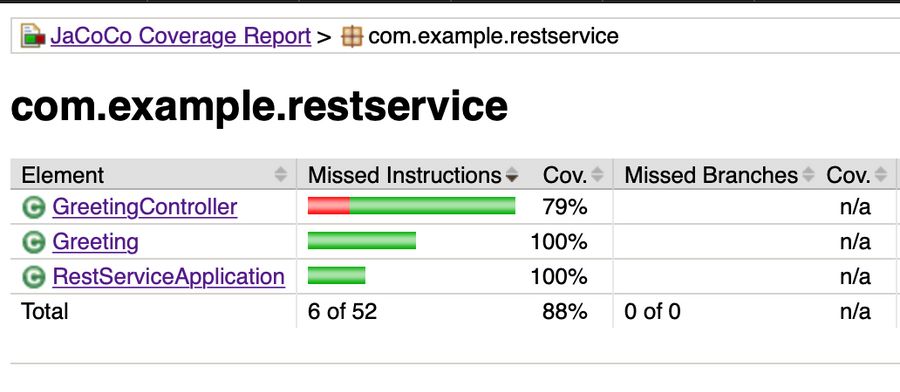 JaCoCo Coverage Report > com.example.restservice
com.example.restservice
Element Missed Instructions Cov. Missed Branches Cov.
C GreetingController 79% n/a
C Greeting 100% n/a
C RestServiceApplication 100% n/a
Total 6 of 52 88% 0 of 0 n/a